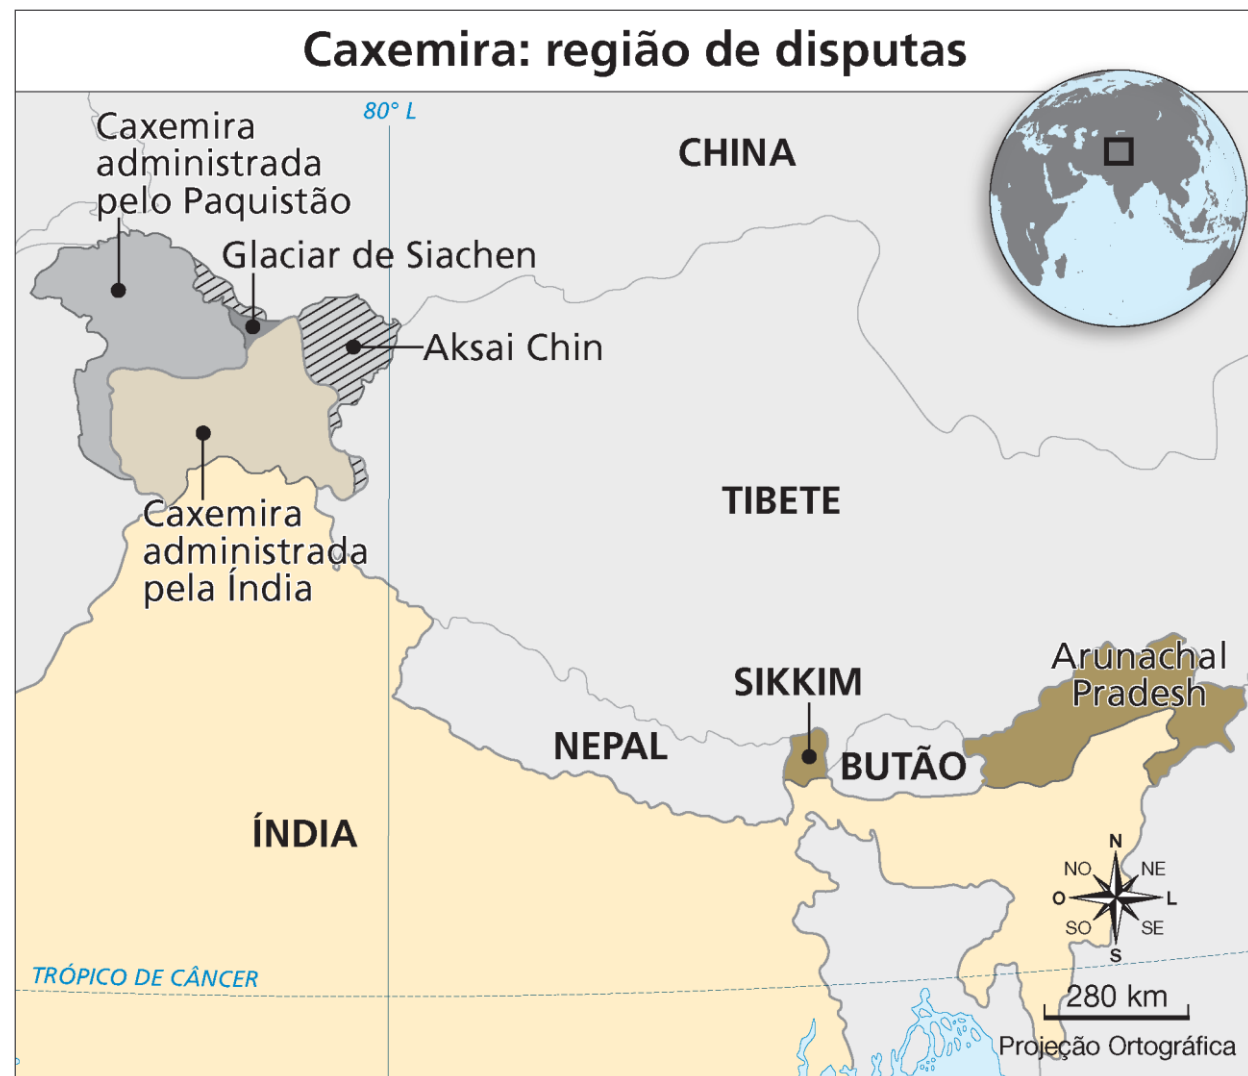 Caxemira: região de disputas
80° L
Caxemira
administrada
pelo Paquistão
CHINA
Glaciar de Siachen
Aksai Chin
TIBETE
Caxemira
administrada
pela Índia
Arunachal
Pradesh
SIKKIM
NEPAL
BUTÃO
ÍNDIA
N
NO
NE
O
L
SO
SE
S
TRÓPICO DE CÂNCER
280 km
Projeção Ortográfica